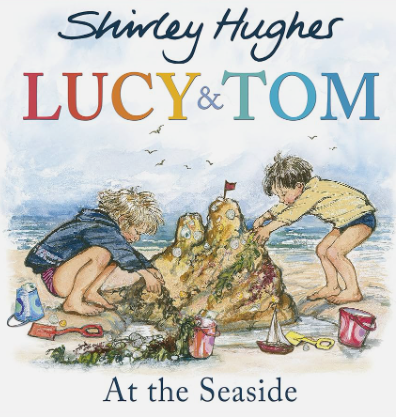 Shirley Hughes
LUCY & TOM
At the Seaside